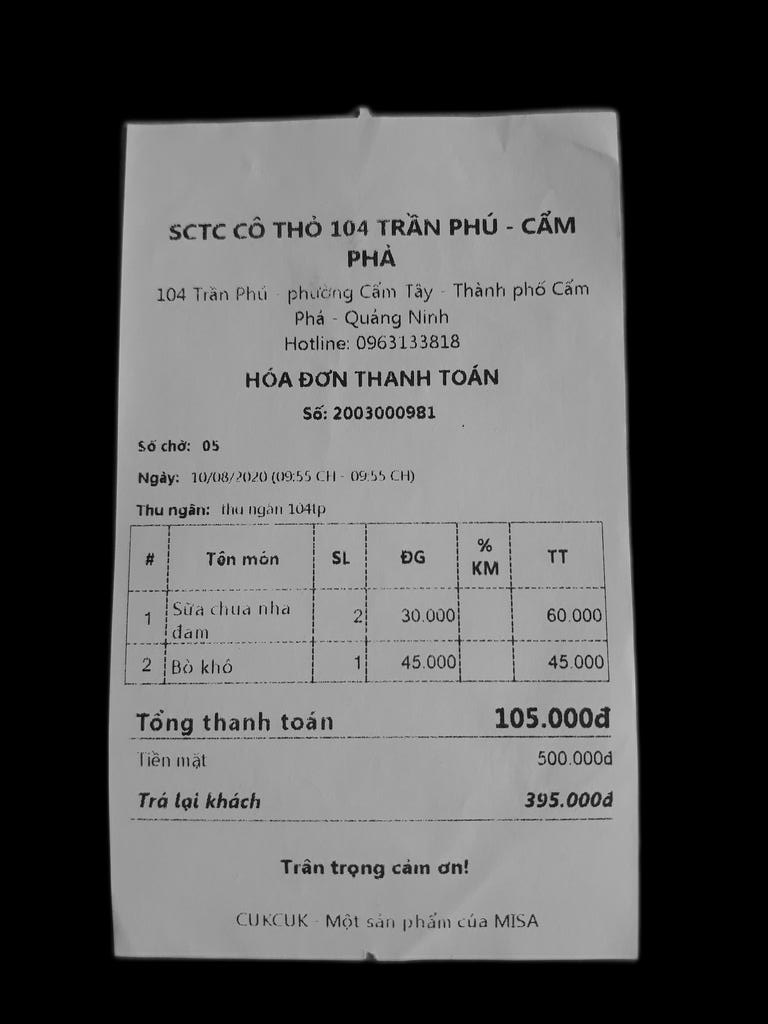 SCTC CÔ THỎ 104 TRẦN PHÚ - CẨM
PHẢ
104 Trần Phú - phường Cẩm Tây - Thành phố Cẩm
Phả - Quảng Ninh
Hotline: 0963133818
HÓA ĐƠN THANH TOÁN
Số: 2003000981
Số chờ: 05
Ngày: 10/08/2020 (09:55 CH - 09:55 CH)
Thu ngân: thu ngân 104tp
# Tên món SL ĐG % KM TT
1 Sữa chua nha đam 2 30.000 60.000
2 Bò khô 1 45.000 45.000
Tổng thanh toán 105.000đ
Tiền mặt 500.000đ
Trả lại khách 395.000đ
Trân trọng cảm ơn!
CUKCUK - Một sản phẩm của MISA